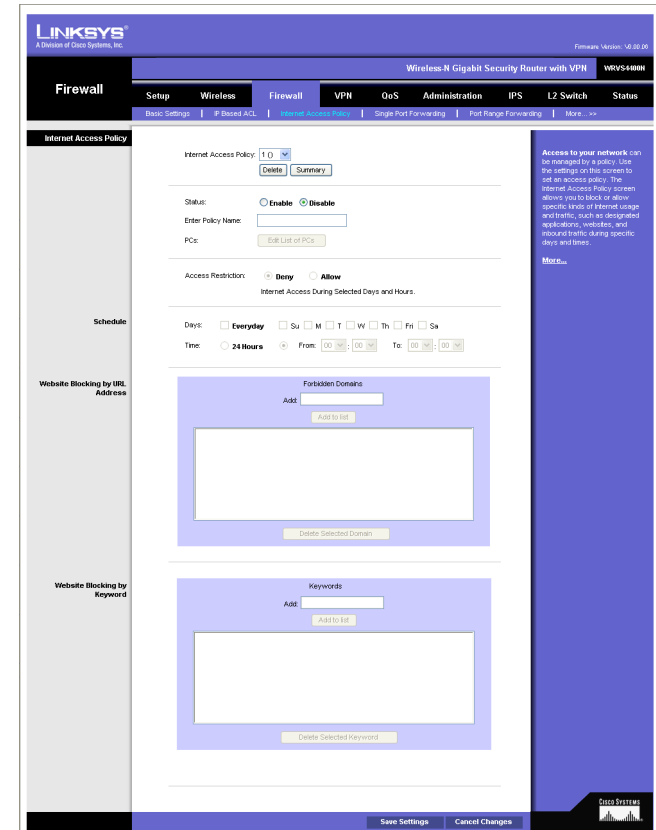 LINKSYS®
A Division of Cisco Systems, Inc.
Firmware Version: V0.00.00
Wireless-N Gigabit Security Router with VPN WRVS4400N
Firewall
Setup Wireless Firewall VPN QoS Administration IPS L2 Switch Status
Basic Settings | IP Based ACL | Internet Access Policy | Single Port Forwarding | Port Range Forwarding | More... >>
Internet Access Policy
Internet Access Policy: 1 ()
Delete Summary
Status: Enable Disable
Enter Policy Name:
PCs: Edit List of PCs
Access Restriction: Deny Allow
Internet Access During Selected Days and Hours.
Schedule
Days: Everyday Su M T W Th Fri Sa
Time: 24 Hours From: 00 : 00 To: 00 : 00
Website Blocking by URL
Address
Forbidden Domains
Add:
Add to list
Delete Selected Domain
Website Blocking by
Keyword
Keywords
Add:
Add to list
Delete Selected Keyword
Access to your
network can
be managed by a policy. Use
the settings on this screen to
set an access policy. The
Internet Access Policy screen
allows you to block or allow
specific kinds of Internet usage
and traffic, such as designated
applications, websites, and
inbound traffic during specific
days and times.
More...
Save Settings Cancel Changes
CISCO SYSTEMS